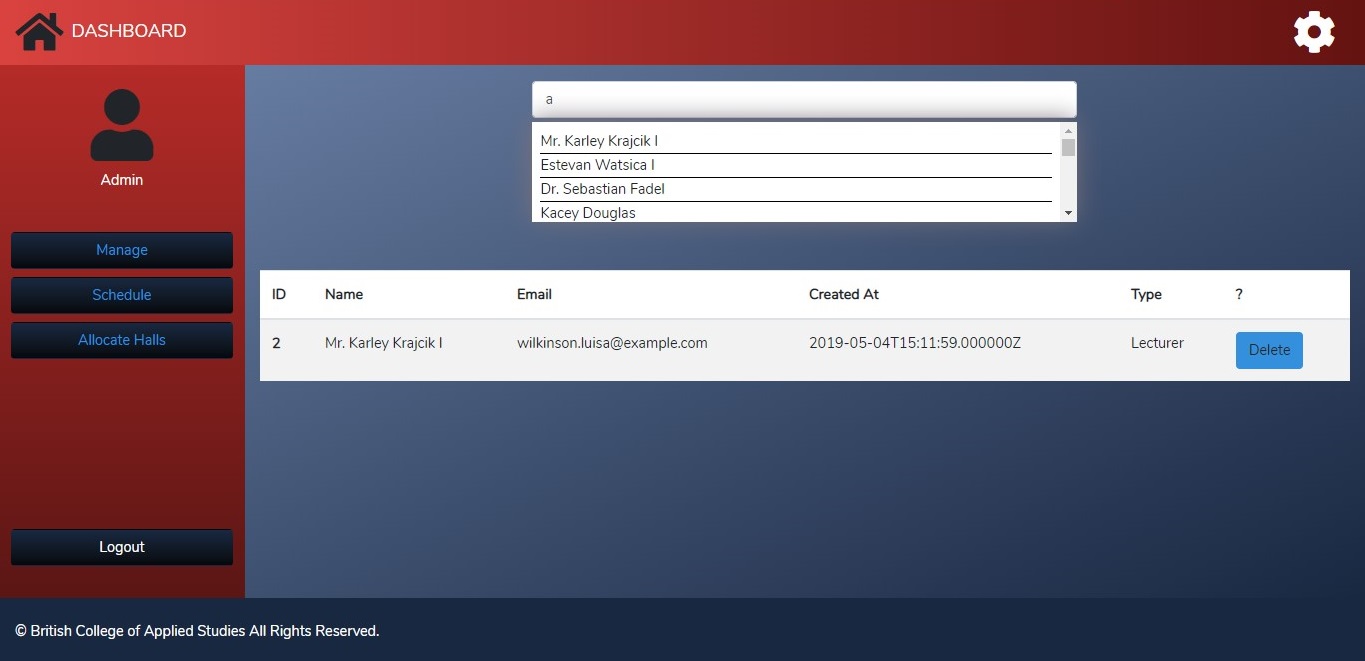 DASHBOARD
Admin
Manage
Schedule
Allocate Halls
Logout
a
Mr. Karley Krajcik I
Estevan Watsica I
Dr. Sebastian Fadel
Kacey Douglas
ID Name Email Created At Type ?
2 Mr. Karley Krajcik I wilkinson.luisa@example.com 2019-05-04T15:11:59.000000Z Lecturer Delete
© British College of Applied Studies All Rights Reserved.